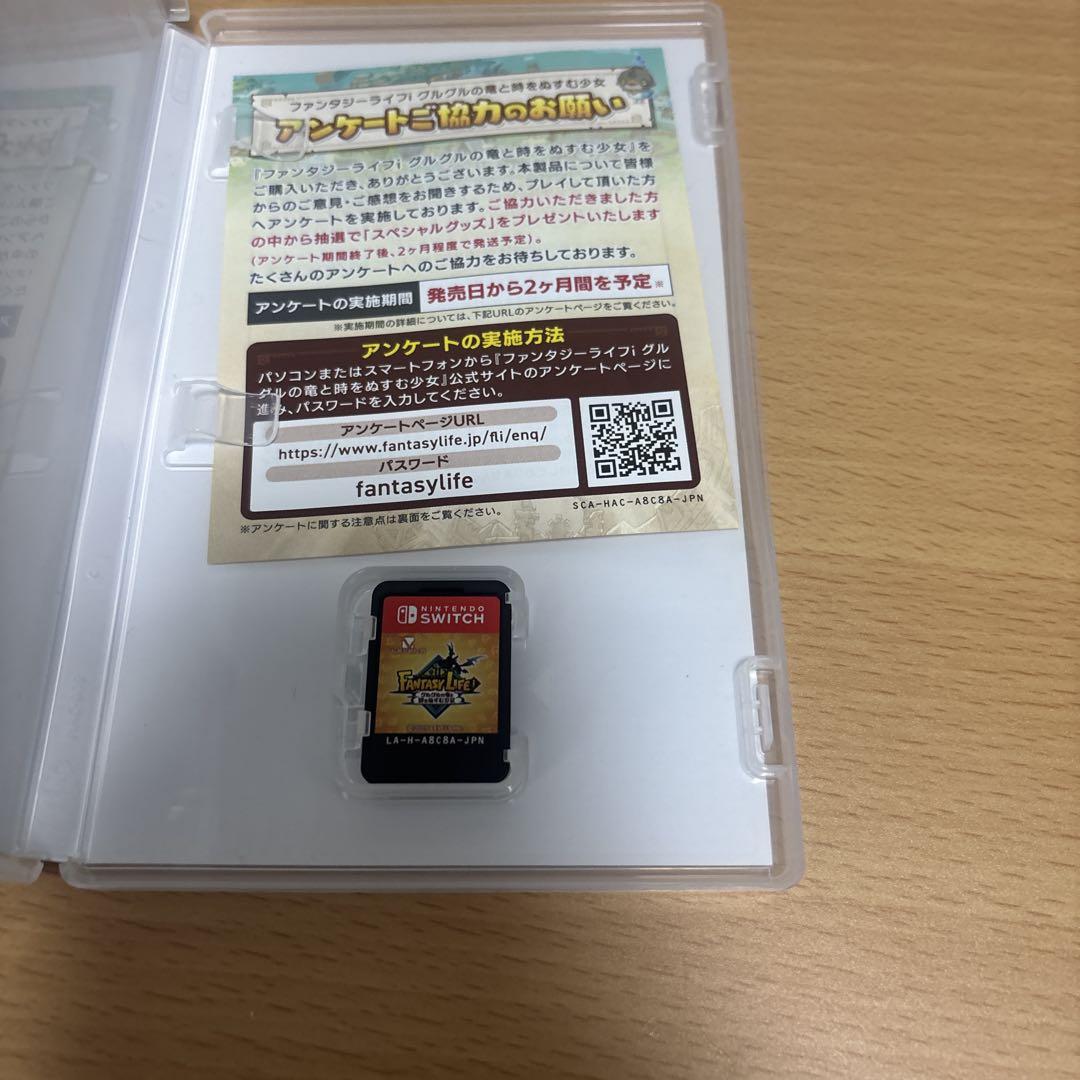 ファンタジーライフi グルグルの竜と時をぬすむ少女
アンケートご協力のお願い
『ファンタジーライフi グルグルの竜と時をぬすむ少女』を
ご購入いただき、ありがとうございます。本製品について皆様
からのご意見・ご感想をお聞きするため、プレイして頂いた方
へアンケートを実施しております。ご協力いただきました方
の中から抽選で「スペシャルグッズ」をプレゼントいたします
(アンケート期間終了後、2ヶ月程度で発送予定)。
たくさんのアンケートへのご協力をお待ちしております。
アンケートの実施期間 発売日から2ヶ月間を予定※
※実施期間の詳細については、下記URLのアンケートページをご覧ください。
アンケートの実施方法
パソコンまたはスマートフォンから『ファンタジーライフi グル
グルの竜と時をぬすむ少女』公式サイトのアンケートページに
進み、パスワードを入力してください。
アンケートページURL
https://www.fantasylife.jp/fli/enq/
パスワード
fantasylife
SCA-HAC-A8C8A-JPN
※アンケートに関する注意点は裏面をご覧ください。
NINTENDO
SWITCH
FANTASY LIFE i
グルグルの竜と
時をぬすむ少女
LA-H-A8C8A-JPN